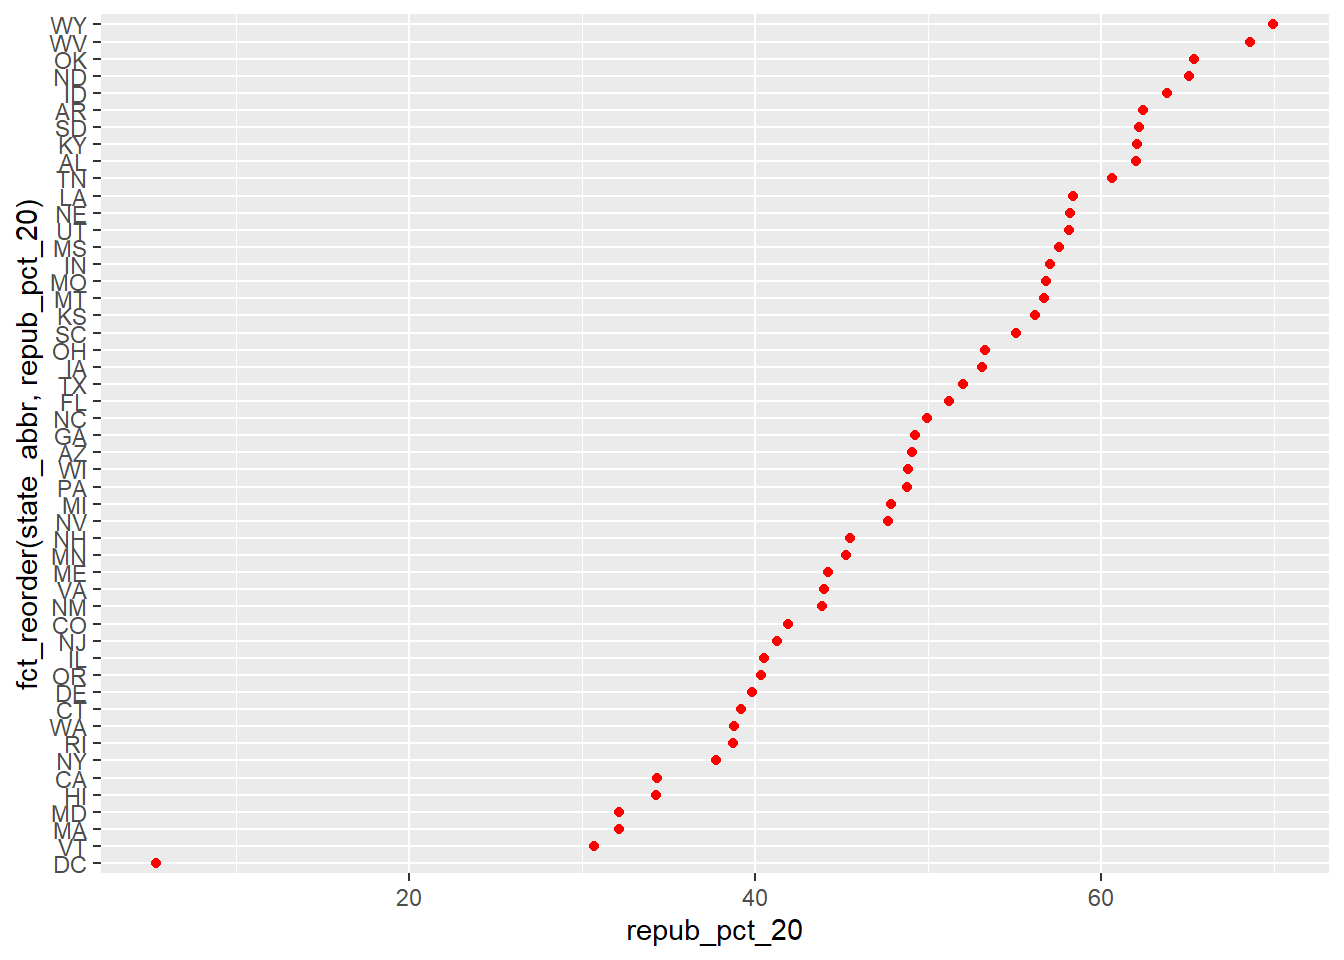 fct_reorder(state_abbr, repub_pct_20)
WY
WV
OK
ND
ID
AR
SD
KY
AL
TN
LA
NE
UT
MS
IN
MO
MT
KS
SC
OH
IA
TX
FL
NC
GA
AZ
WI
PA
MI
NV
NH
MN
ME
VA
NM
CO
NJ
IL
OR
DE
CT
WA
RI
NY
CA
HI
MD
MA
VT
DC
20 40 60
repub_pct_20